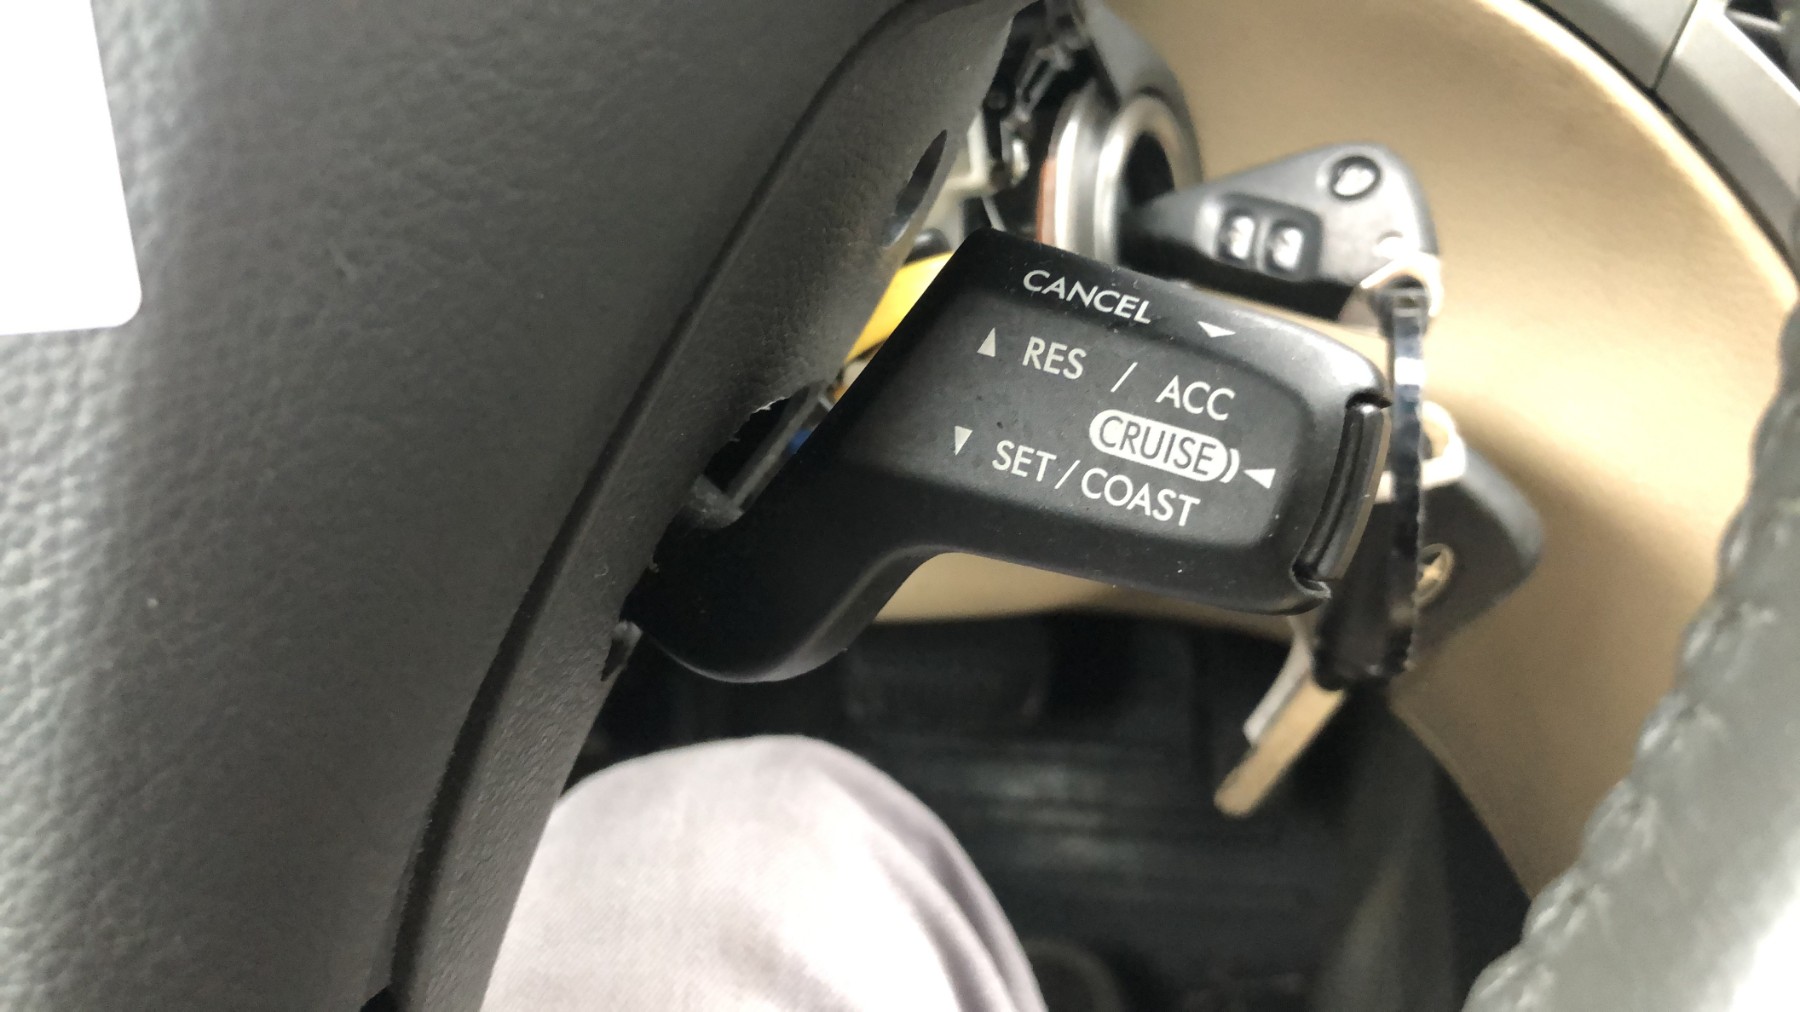 CANCEL ▼
▲ RES / ACC
CRUISE ◀
▼ SET/COAST